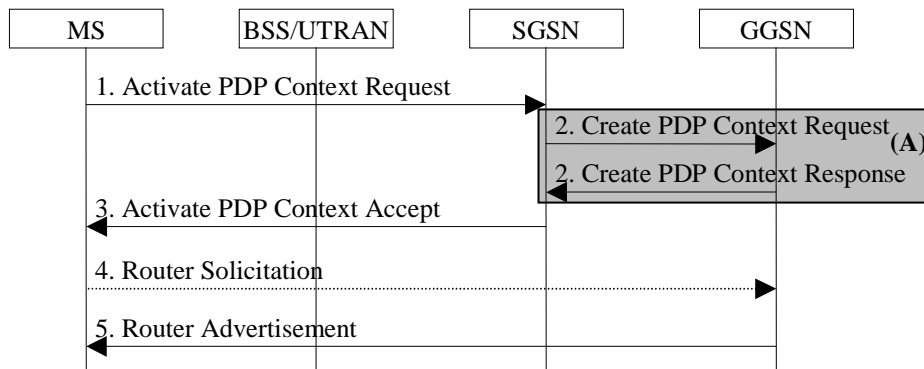 MS BSS/UTRAN SGSN GGSN
1. Activate PDP Context Request
2. Create PDP Context Request
(A)
2. Create PDP Context Response
3. Activate PDP Context Accept
4. Router Solicitation
5. Router Advertisement